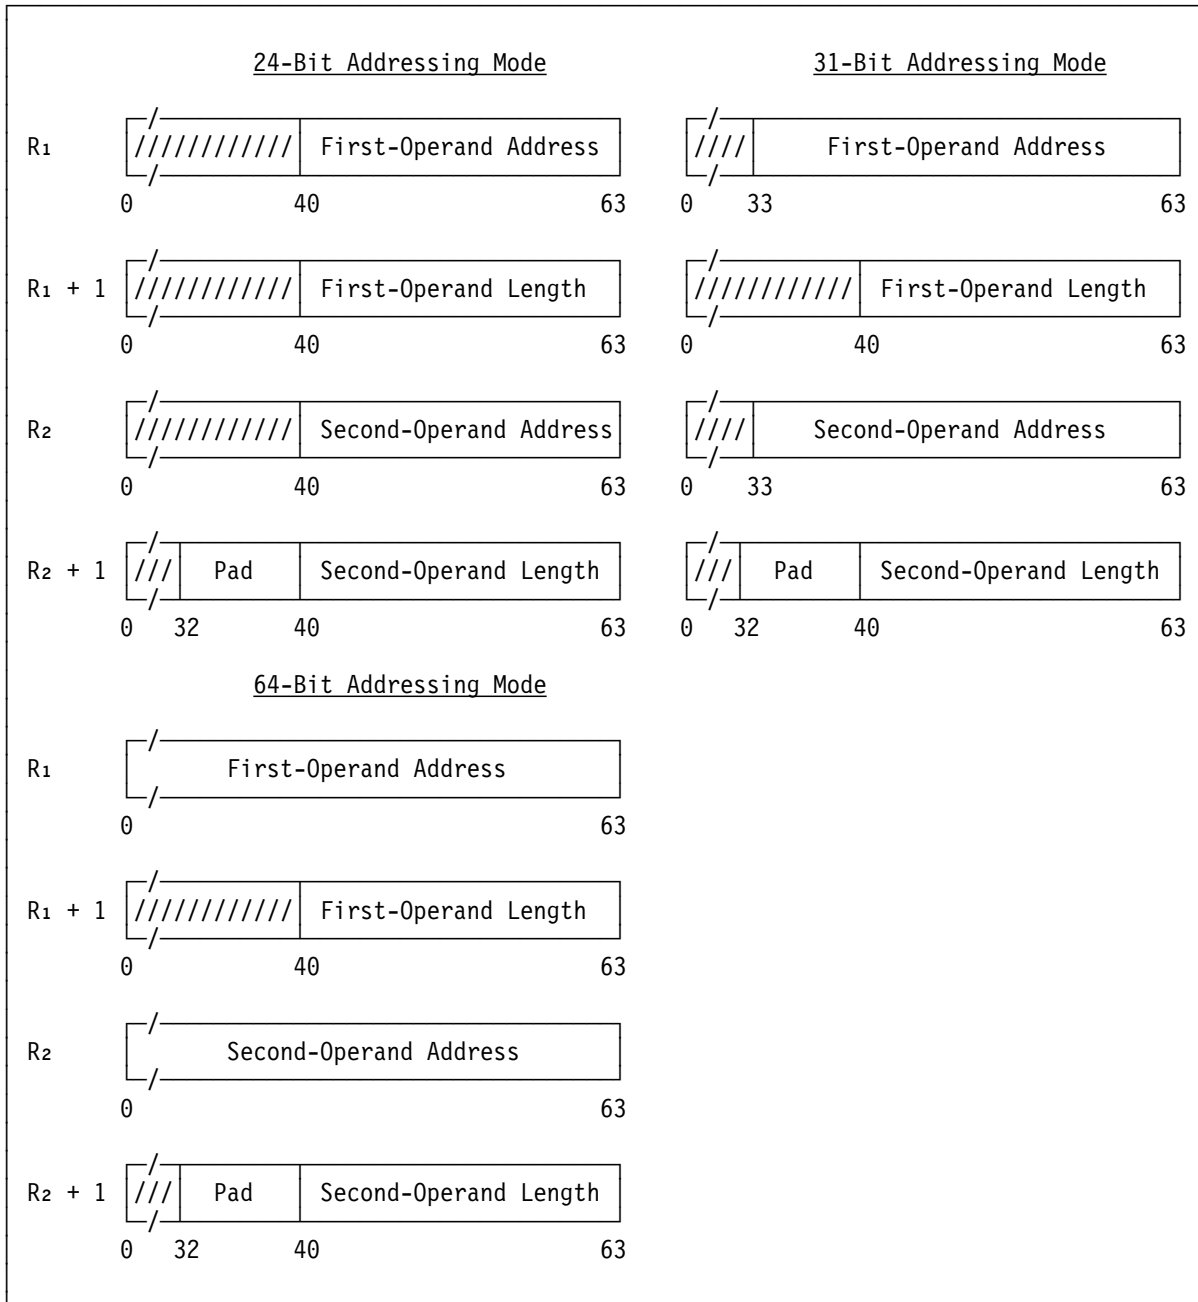 24-Bit Addressing Mode 31-Bit Addressing Mode
R₁ //////////// First-Operand Address //// First-Operand Address
0 40 63 0 33 63
R₁ + 1 //////////// First-Operand Length //////////// First-Operand Length
0 40 63 0 40 63
R₂ //////////// Second-Operand Address //// Second-Operand Address
0 40 63 0 33 63
R₂ + 1 /// Pad Second-Operand Length /// Pad Second-Operand Length
0 32 40 63 0 32 40 63
64-Bit Addressing Mode
R₁ First-Operand Address
0 63
R₁ + 1 //////////// First-Operand Length
0 40 63
R₂ Second-Operand Address
0 63
R₂ + 1 /// Pad Second-Operand Length
0 32 40 63